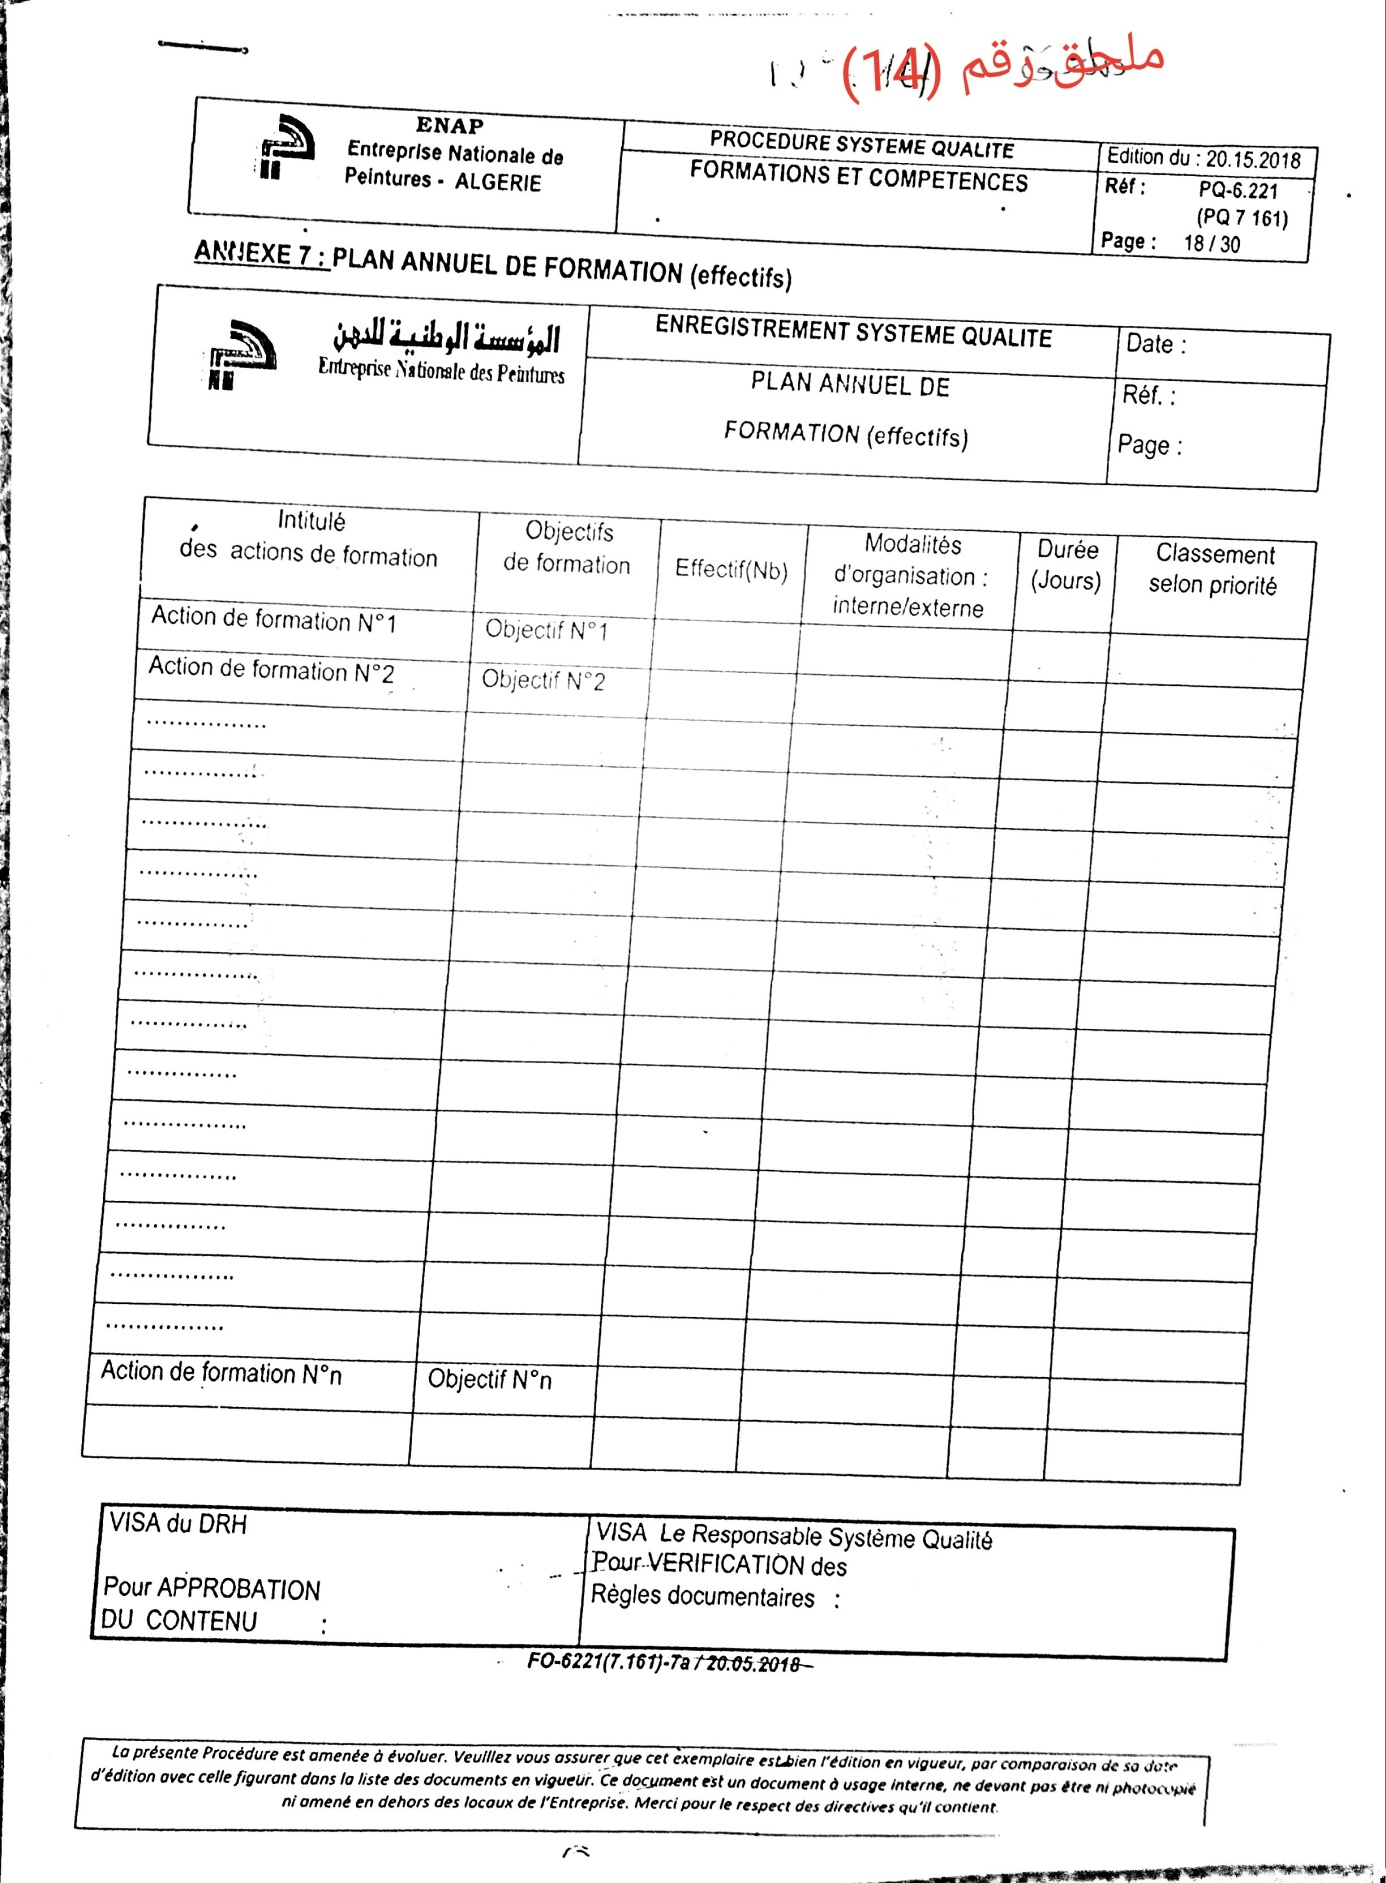 ملحق رقم (14)
ENAP
Entreprise Nationale de
Peintures - ALGERIE
PROCEDURE SYSTEME QUALITE
FORMATIONS ET COMPETENCES
Edition du : 20.15.2018
Réf : PQ-6.221
(PQ 7 161)
Page : 18 / 30
ANNEXE 7 : PLAN ANNUEL DE FORMATION (effectifs)
المؤسسة الوطنية للدهن
Entreprise Nationale des Peintures
ENREGISTREMENT SYSTEME QUALITE
PLAN ANNUEL DE
FORMATION (effectifs)
Date :
Réf. :
Page :
Intitulé
des actions de formation
Objectifs
de formation
Effectif(Nb)
Modalités
d'organisation :
interne/externe
Durée
(Jours)
Classement
selon priorité
Action de formation N°1
Objectif N°1
Action de formation N°2
Objectif N°2
................
................
................
................
................
................
................
................
................
................
................
................
................
Action de formation N°n
Objectif N°n
VISA du DRH
Pour APPROBATION
DU CONTENU :
VISA Le Responsable Système Qualité
Pour VERIFICATION des
Règles documentaires :
FO-6221(7.161)-7a / 20.05.2018
La présente Procédure est amenée à évoluer. Veuillez vous assurer que cet exemplaire est bien l'édition en vigueur, par comparaison de sa date
d'édition avec celle figurant dans la liste des documents en vigueur. Ce document est un document à usage interne, ne devant pas être ni photocopié
ni amené en dehors des locaux de l'Entreprise. Merci pour le respect des directives qu'il contient.